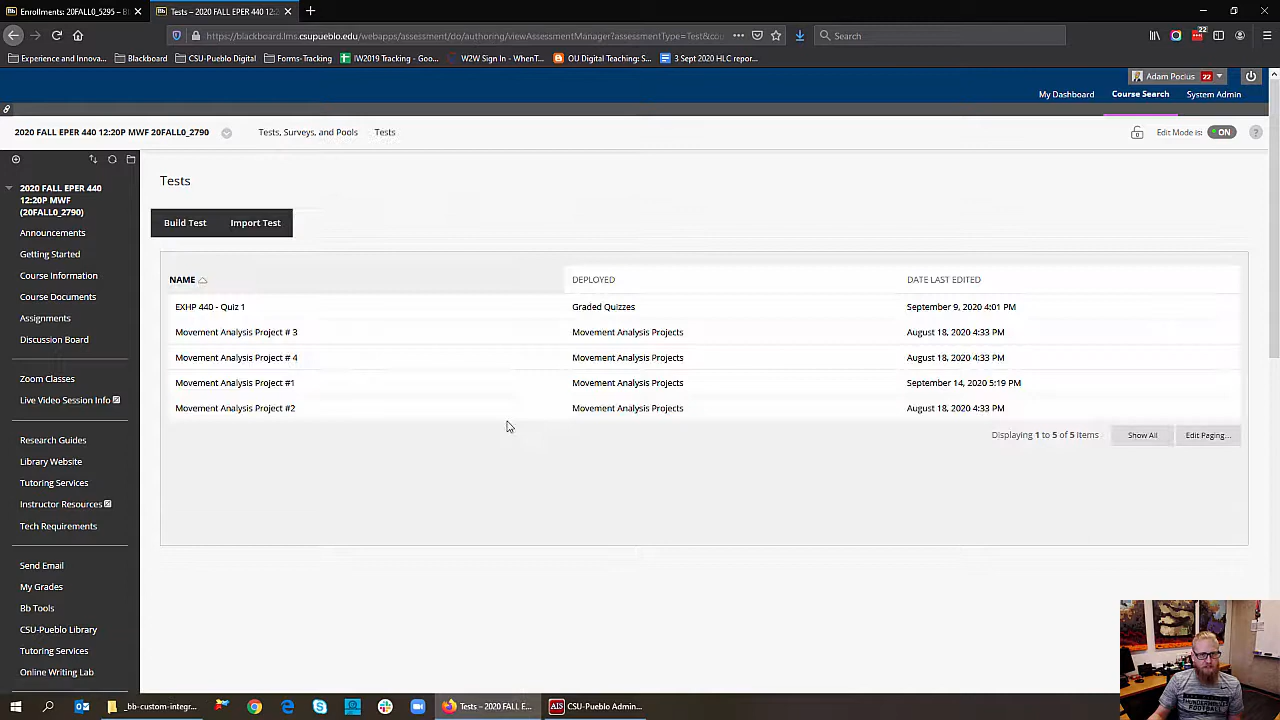 Enrollments: 20FALL0_5295 – B
Tests – 2020 FALL EPER 440 12:
https://blackboard.lms.csupueblo.edu/webapps/assessment/do/authoring/viewAssessmentManager?assessmentType=Test&cou
Search
22
Experience and Innova...
Blackboard
CSU-Pueblo Digital
Forms-Tracking
IW2019 Tracking - Goo...
W2W Sign In - WhenT...
OU Digital Teaching: S...
3 Sept 2020 HLC repor...
Adam Pocius 22
My Dashboard
Course Search
System Admin
2020 FALL EPER 440 12:20P MWF 20FALL0_2790
Tests, Surveys, and Pools
Tests
Edit Mode is: ON
?
2020 FALL EPER 440
12:20P MWF
(20FALL0_2790)
Announcements
Getting Started
Course Information
Course Documents
Assignments
Discussion Board
Zoom Classes
Live Video Session Info
Research Guides
Library Website
Tutoring Services
Instructor Resources
Tech Requirements
Send Email
My Grades
Bb Tools
CSU-Pueblo Library
Tutoring Services
Online Writing Lab
Tests
Build Test
Import Test
NAME
DEPLOYED
DATE LAST EDITED
EXHP 440 - Quiz 1
Graded Quizzes
September 9, 2020 4:01 PM
Movement Analysis Project # 3
Movement Analysis Projects
August 18, 2020 4:33 PM
Movement Analysis Project # 4
Movement Analysis Projects
August 18, 2020 4:33 PM
Movement Analysis Project #1
Movement Analysis Projects
September 14, 2020 5:19 PM
Movement Analysis Project #2
Movement Analysis Projects
August 18, 2020 4:33 PM
Displaying 1 to 5 of 5 items
Show All
Edit Paging...
_bb-custom-integr...
Tests – 2020 FALL E...
AIS
CSU-Pueblo Admin...